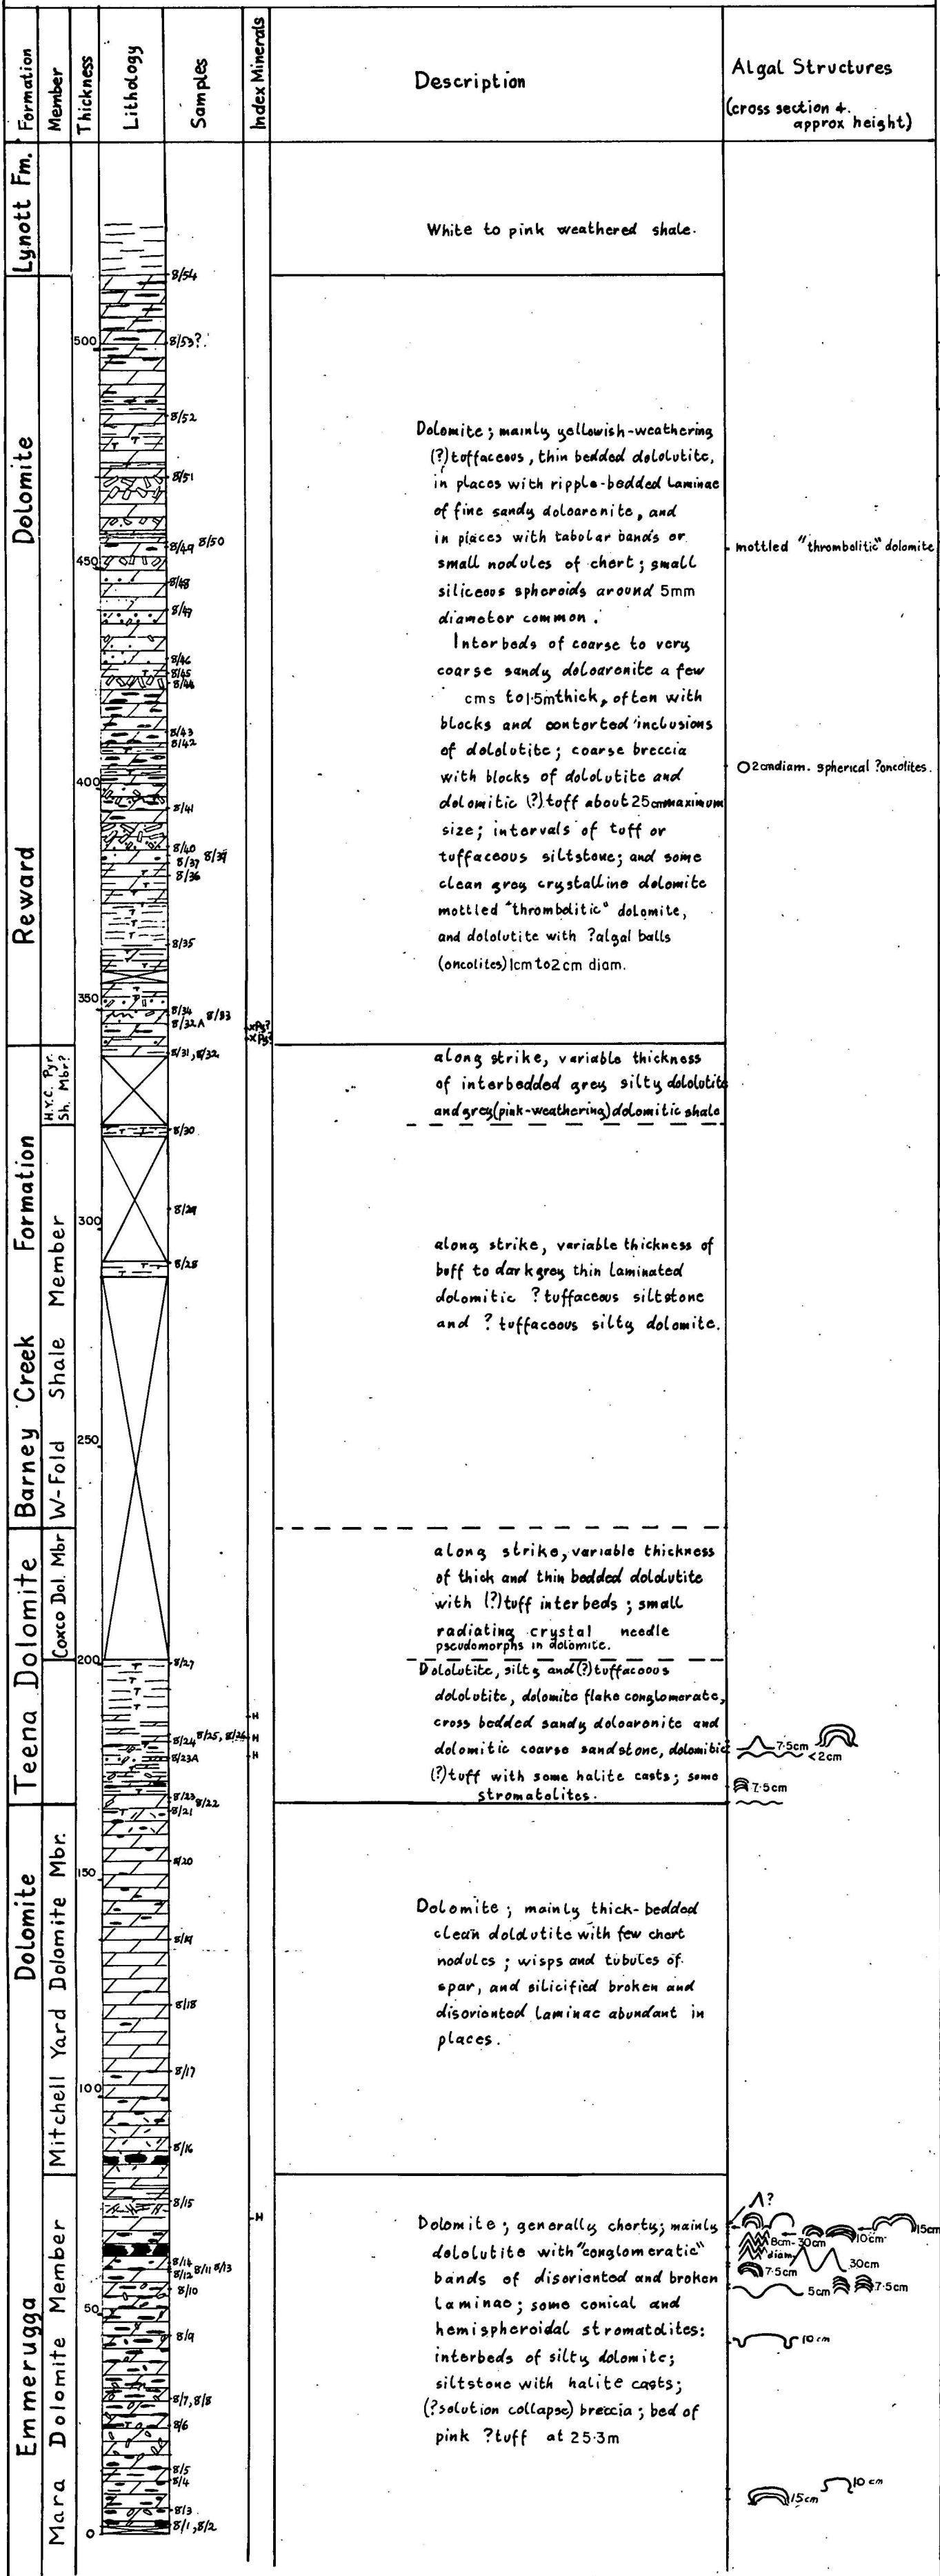 Formation
Member
Thickness
Lithology
Samples
Index Minerals
Description
Algal Structures
(cross section &
approx height)
Lynott Fm.
White to pink weathered shale.
8/54
500
8/53?
8/52
8/51
8/49 8/50
450
8/48
8/47
8/46
8/45
8/44
8/43
8/42
400
8/41
8/40
8/37 8/39
8/36
8/35
350
8/34
8/32A 8/33
8/31, 8/32
Reward Dolomite
Dolomite; mainly yellowish-weathering
(?)tuffaceous, thin bedded dololutite,
in places with ripple-bedded laminae
of fine sandy doloarenite, and
in places with tabular bands or
small nodules of chert; small
siliceous spheroids around 5mm
diameter common.
Interbeds of coarse to very
coarse sandy doloarenite a few
cms to 1·5m thick, often with
blocks and contorted inclusions
of dololutite; coarse breccia
with blocks of dololutite and
dolomitic (?)tuff about 25cm maximum
size; intervals of tuff or
tuffaceous siltstone; and some
clean grey crystalline dolomite
mottled "thrombolitic" dolomite,
and dololutite with ?algal balls
(oncolites) 1cm to 2cm diam.
mottled "thrombolitic" dolomite
2cm diam. spherical ?oncolites.
Barney Creek Formation
H.Y.C. Pyr.
Sh. Mbr?
along strike, variable thickness
of interbedded grey silty dololutite
and grey (pink-weathering) dolomitic shale
8/30
W-Fold Shale Member
8/29
300
8/28
250
along strike, variable thickness of
buff to dark grey thin laminated
dolomitic ?tuffaceous siltstone
and ?tuffaceous silty dolomite.
Teena Dolomite
Coxco Dol. Mbr
along strike, variable thickness
of thick and thin bedded dololutite
with (?)tuff interbeds; small
radiating crystal needle
pseudomorphs in dolomite.
200
8/27
8/24 8/25, 8/26
8/23A
8/23 8/22
8/21
H
H
H
Dololutite, silty and (?)tuffaceous
dololutite, dolomite flake conglomerate,
cross bedded sandy doloarenite and
dolomitic coarse sandstone, dolomitic
(?)tuff with some halite casts; some
stromatolites.
7·5cm
<2cm
7·5cm
Emmerugga Dolomite
Mitchell Yard Dolomite Mbr.
8/20
150
8/19
8/18
8/17
100
8/16
Dolomite; mainly thick-bedded
clean dololutite with few chert
nodules; wisps and tubules of
spar, and silicified broken and
disoriented laminae abundant in
places.
Mara Dolomite Member
8/15
H
8/14
8/12 8/11 8/13
8/10
50
8/9
8/7, 8/8
8/6
8/5
8/4
8/3
8/1, 8/2
0
Dolomite; generally cherty; mainly
dololutite with "conglomeratic"
bands of disoriented and broken
laminae; some conical and
hemispheroidal stromatolites:
interbeds of silty dolomite;
siltstone with halite casts;
(?solution collapse) breccia; bed of
pink ?tuff at 25·3m
?
15cm
8cm-30cm
diam.
10cm
30cm
7·5cm
5cm
7·5cm
10cm
10cm
15cm